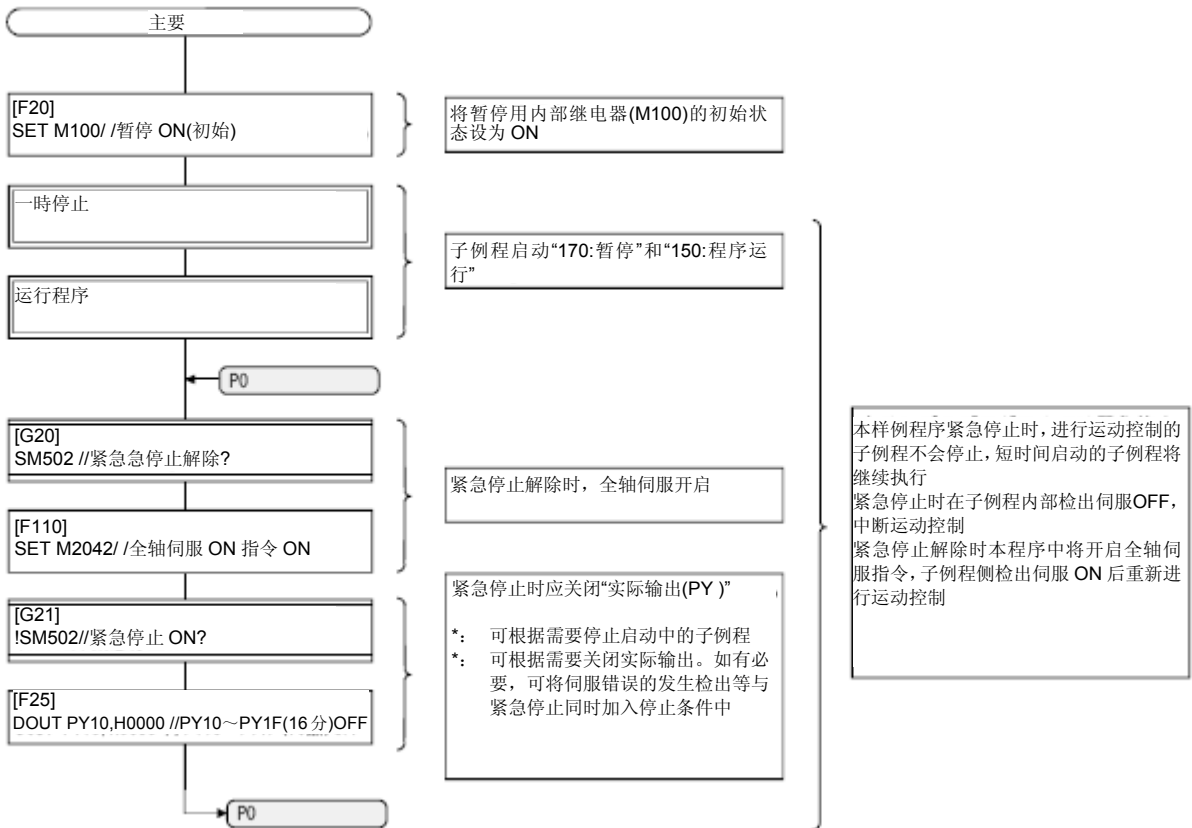 主要
[F20]
SET M100/ /暂停 ON(初始)
将暂停用内部继电器(M100)的初始状
态设为 ON
一時停止
运行程序
子例程启动“170:暂停”和“150:程序运
行”
P0
[G20]
SM502 //紧急急停止解除?
[F110]
SET M2042/ /全轴伺服 ON 指令 ON
紧急停止解除时，全轴伺服开启
[G21]
!SM502//紧急停止 ON?
[F25]
DOUT PY10,H0000 //PY10～PY1F(16分)OFF
紧急停止时应关闭“实际输出(PY )”
*： 可根据需要停止启动中的子例程
*： 可根据需要关闭实际输出。如有必
要，可将伺服错误的发生检出等与
紧急停止同时加入停止条件中
P0
本样例程序紧急停止时，进行运动控制的
子例程不会停止，短时间启动的子例程将
继续执行
紧急停止时在子例程内部检出伺服OFF，
中断运动控制
紧急停止解除时本程序中将开启全轴伺
服指令，子例程侧检出伺服 ON 后重新进
行运动控制